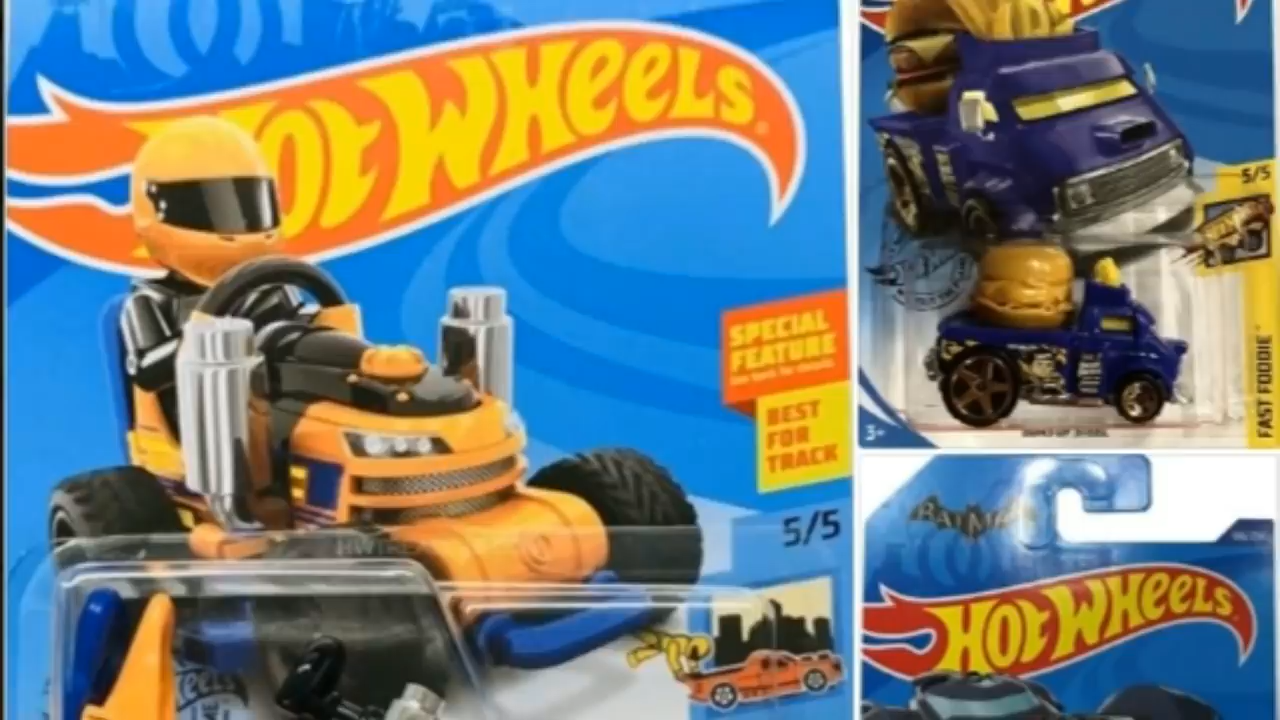 HOT WHEELS
SPECIAL
FEATURE
BEST
FOR
TRACK
5/5
5/5
FAST FOODIE
3+
BATMAN
HOT WHEELS